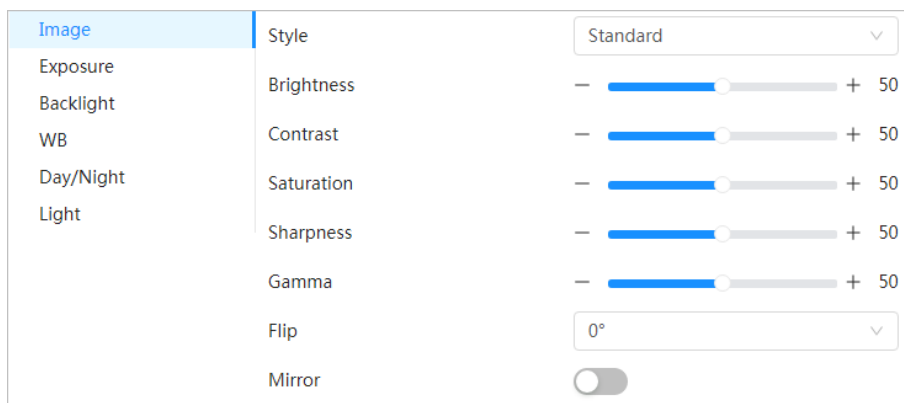 Image
Exposure
Backlight
WB
Day/Night
Light
Style Standard
Brightness − + 50
Contrast − + 50
Saturation − + 50
Sharpness − + 50
Gamma − + 50
Flip 0°
Mirror